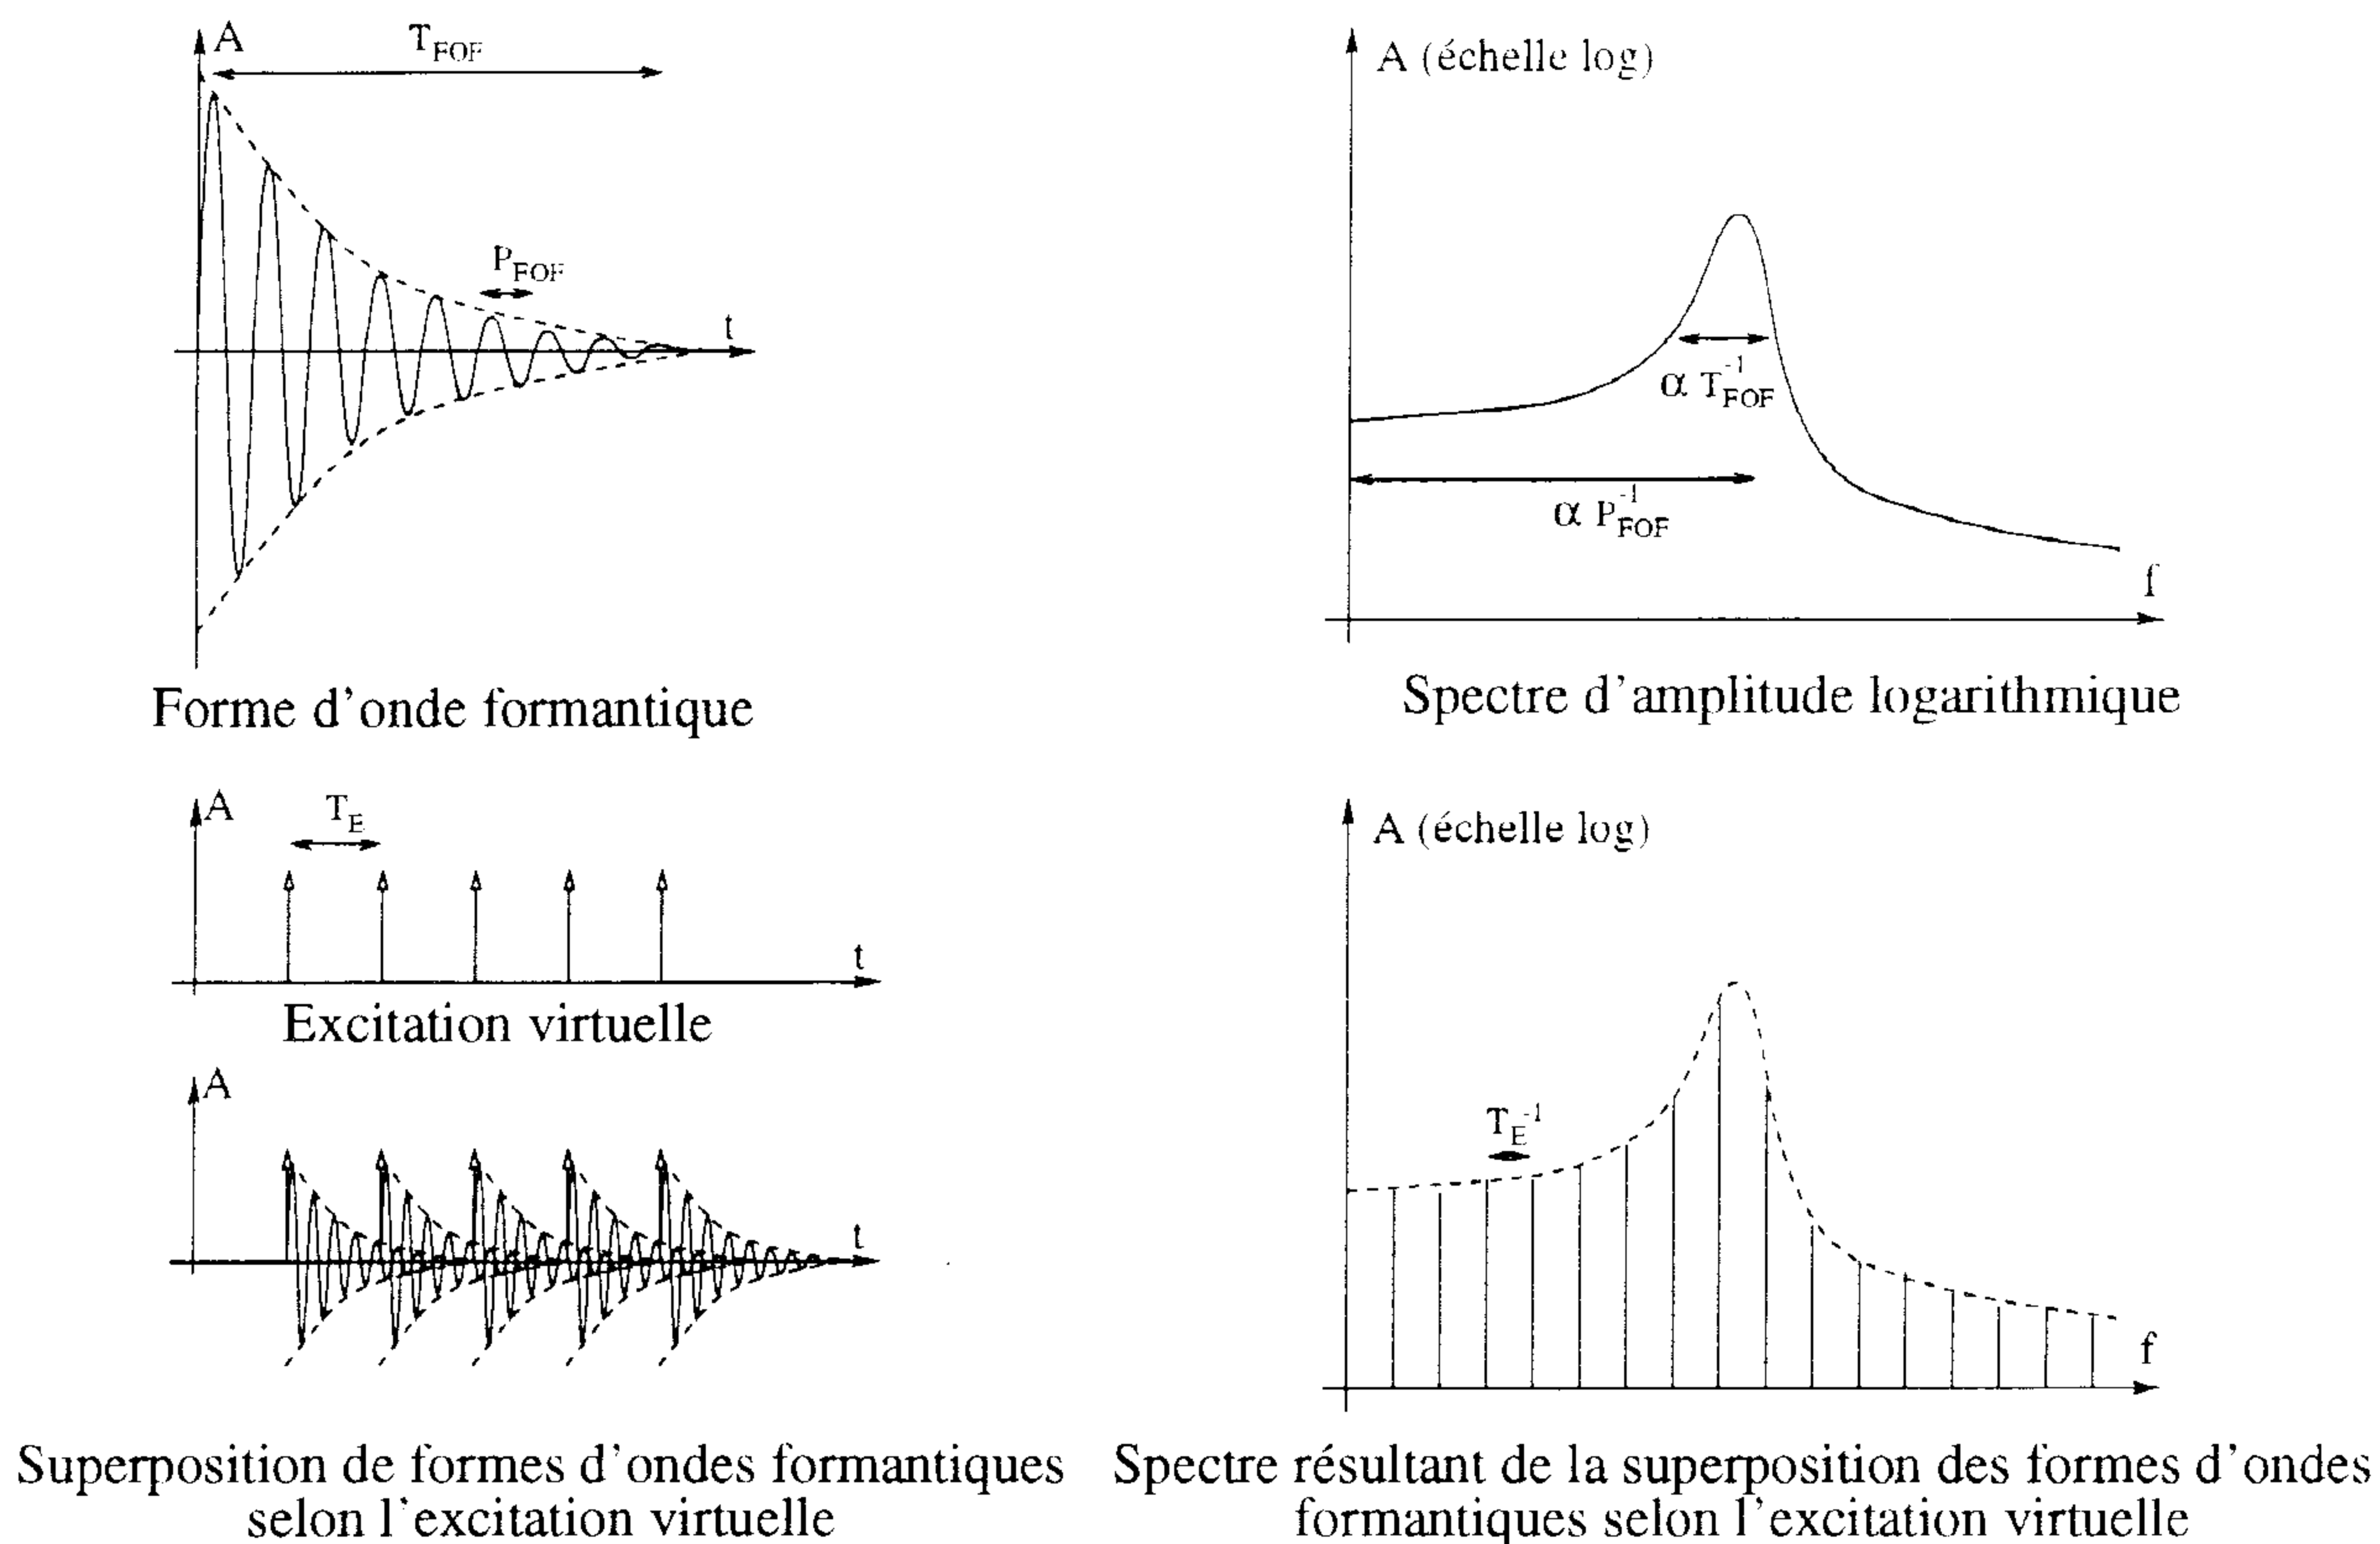 A
T_FOF
P_FOF
t
Forme d'onde formantique
A (échelle log)
α T_FOF^-1
α P_FOF^-1
f
Spectre d'amplitude logarithmique
A
T_E
t
Excitation virtuelle
A
t
Superposition de formes d'ondes formantiques
selon l'excitation virtuelle
A (échelle log)
T_E^-1
f
Spectre résultant de la superposition des formes d'ondes
formantiques selon l'excitation virtuelle